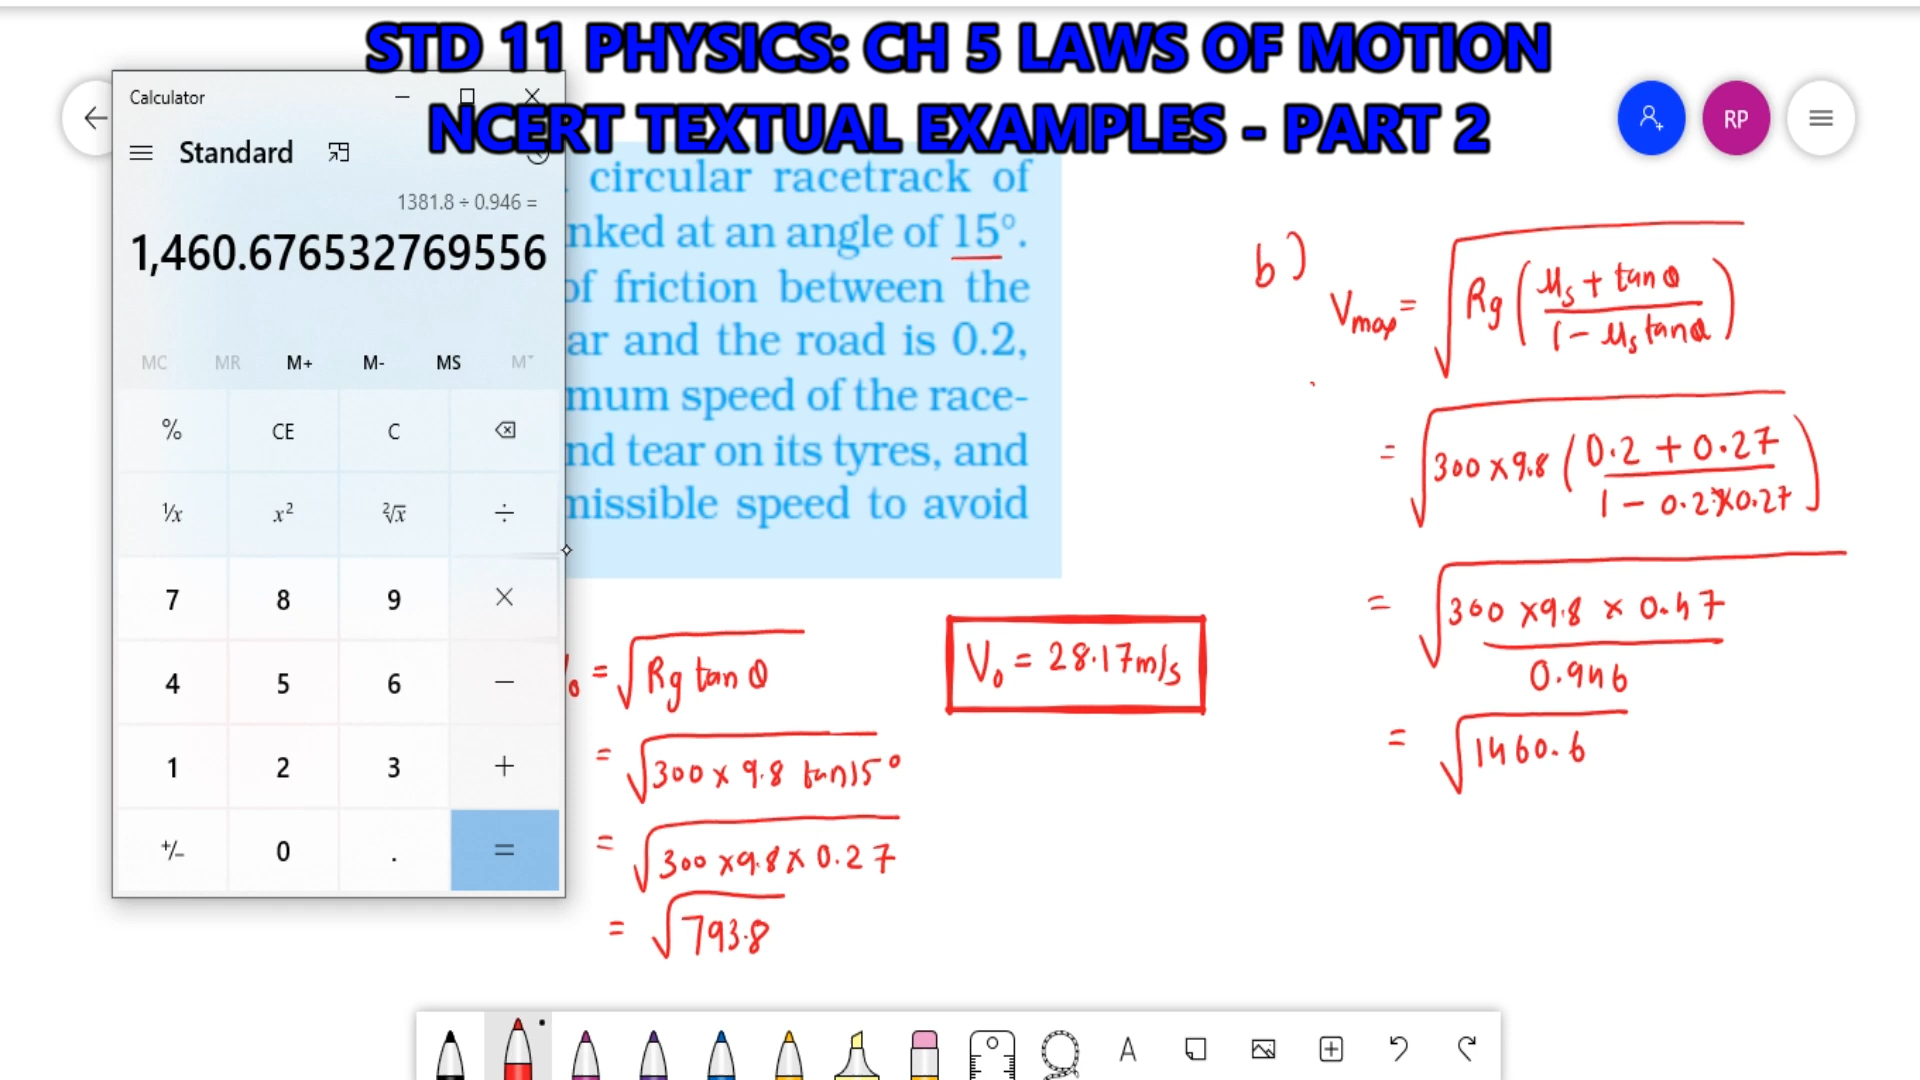 STD 11 PHYSICS: CH 5 LAWS OF MOTION
NCERT TEXTUAL EXAMPLES - PART 2
Calculator
Standard
1381.8 ÷ 0.946 =
1,460.676532769556
MC MR M+ M- MS M˅
% CE C
¹/x x² ²√x ÷
7 8 9 ×
4 5 6 −
1 2 3 +
+/− 0 . =
RP
circular racetrack of
nked at an angle of 15°.
of friction between the
ar and the road is 0.2,
mum speed of the race-
nd tear on its tyres, and
missible speed to avoid
= √(Rg tan θ)
= √(300 × 9.8 tan15°)
= √(300 × 9.8 × 0.27)
= √793.8
V₀ = 28.17m/s
b)
Vmax = √(Rg ((μs + tan θ)/(1 − μs tan θ)))
= √(300 × 9.8 ((0.2 + 0.27)/(1 − 0.2 × 0.27)))
= √((300 × 9.8 × 0.47)/0.946)
= √1460.6
A